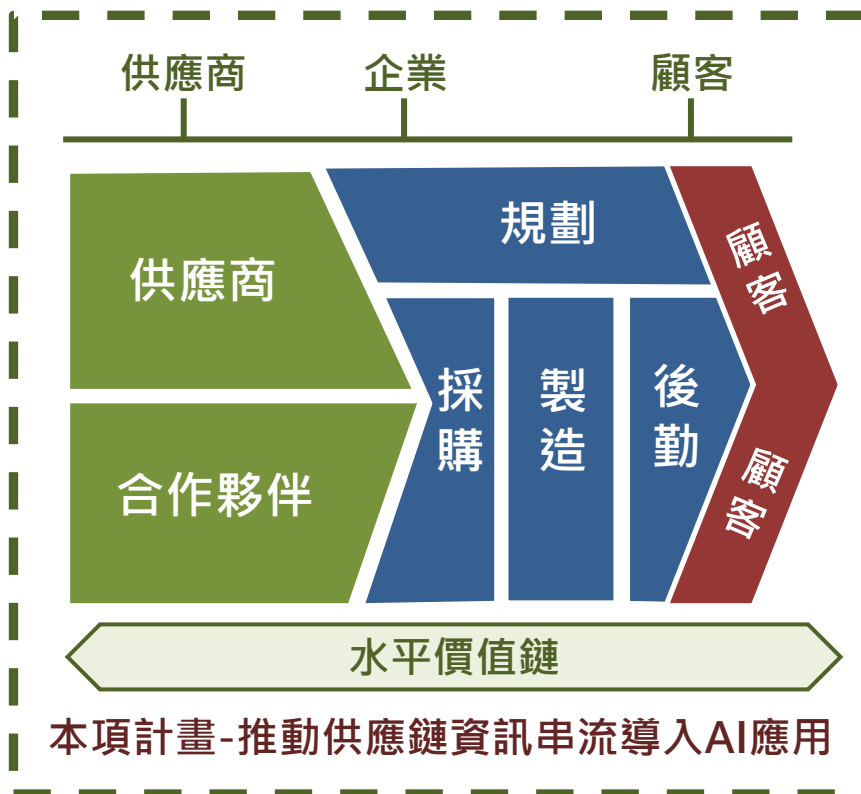 供應商 企業 顧客
供應商
合作夥伴
規劃
採購
製造
後勤
顧客
顧客
水平價值鏈
本項計畫-推動供應鏈資訊串流導入AI應用